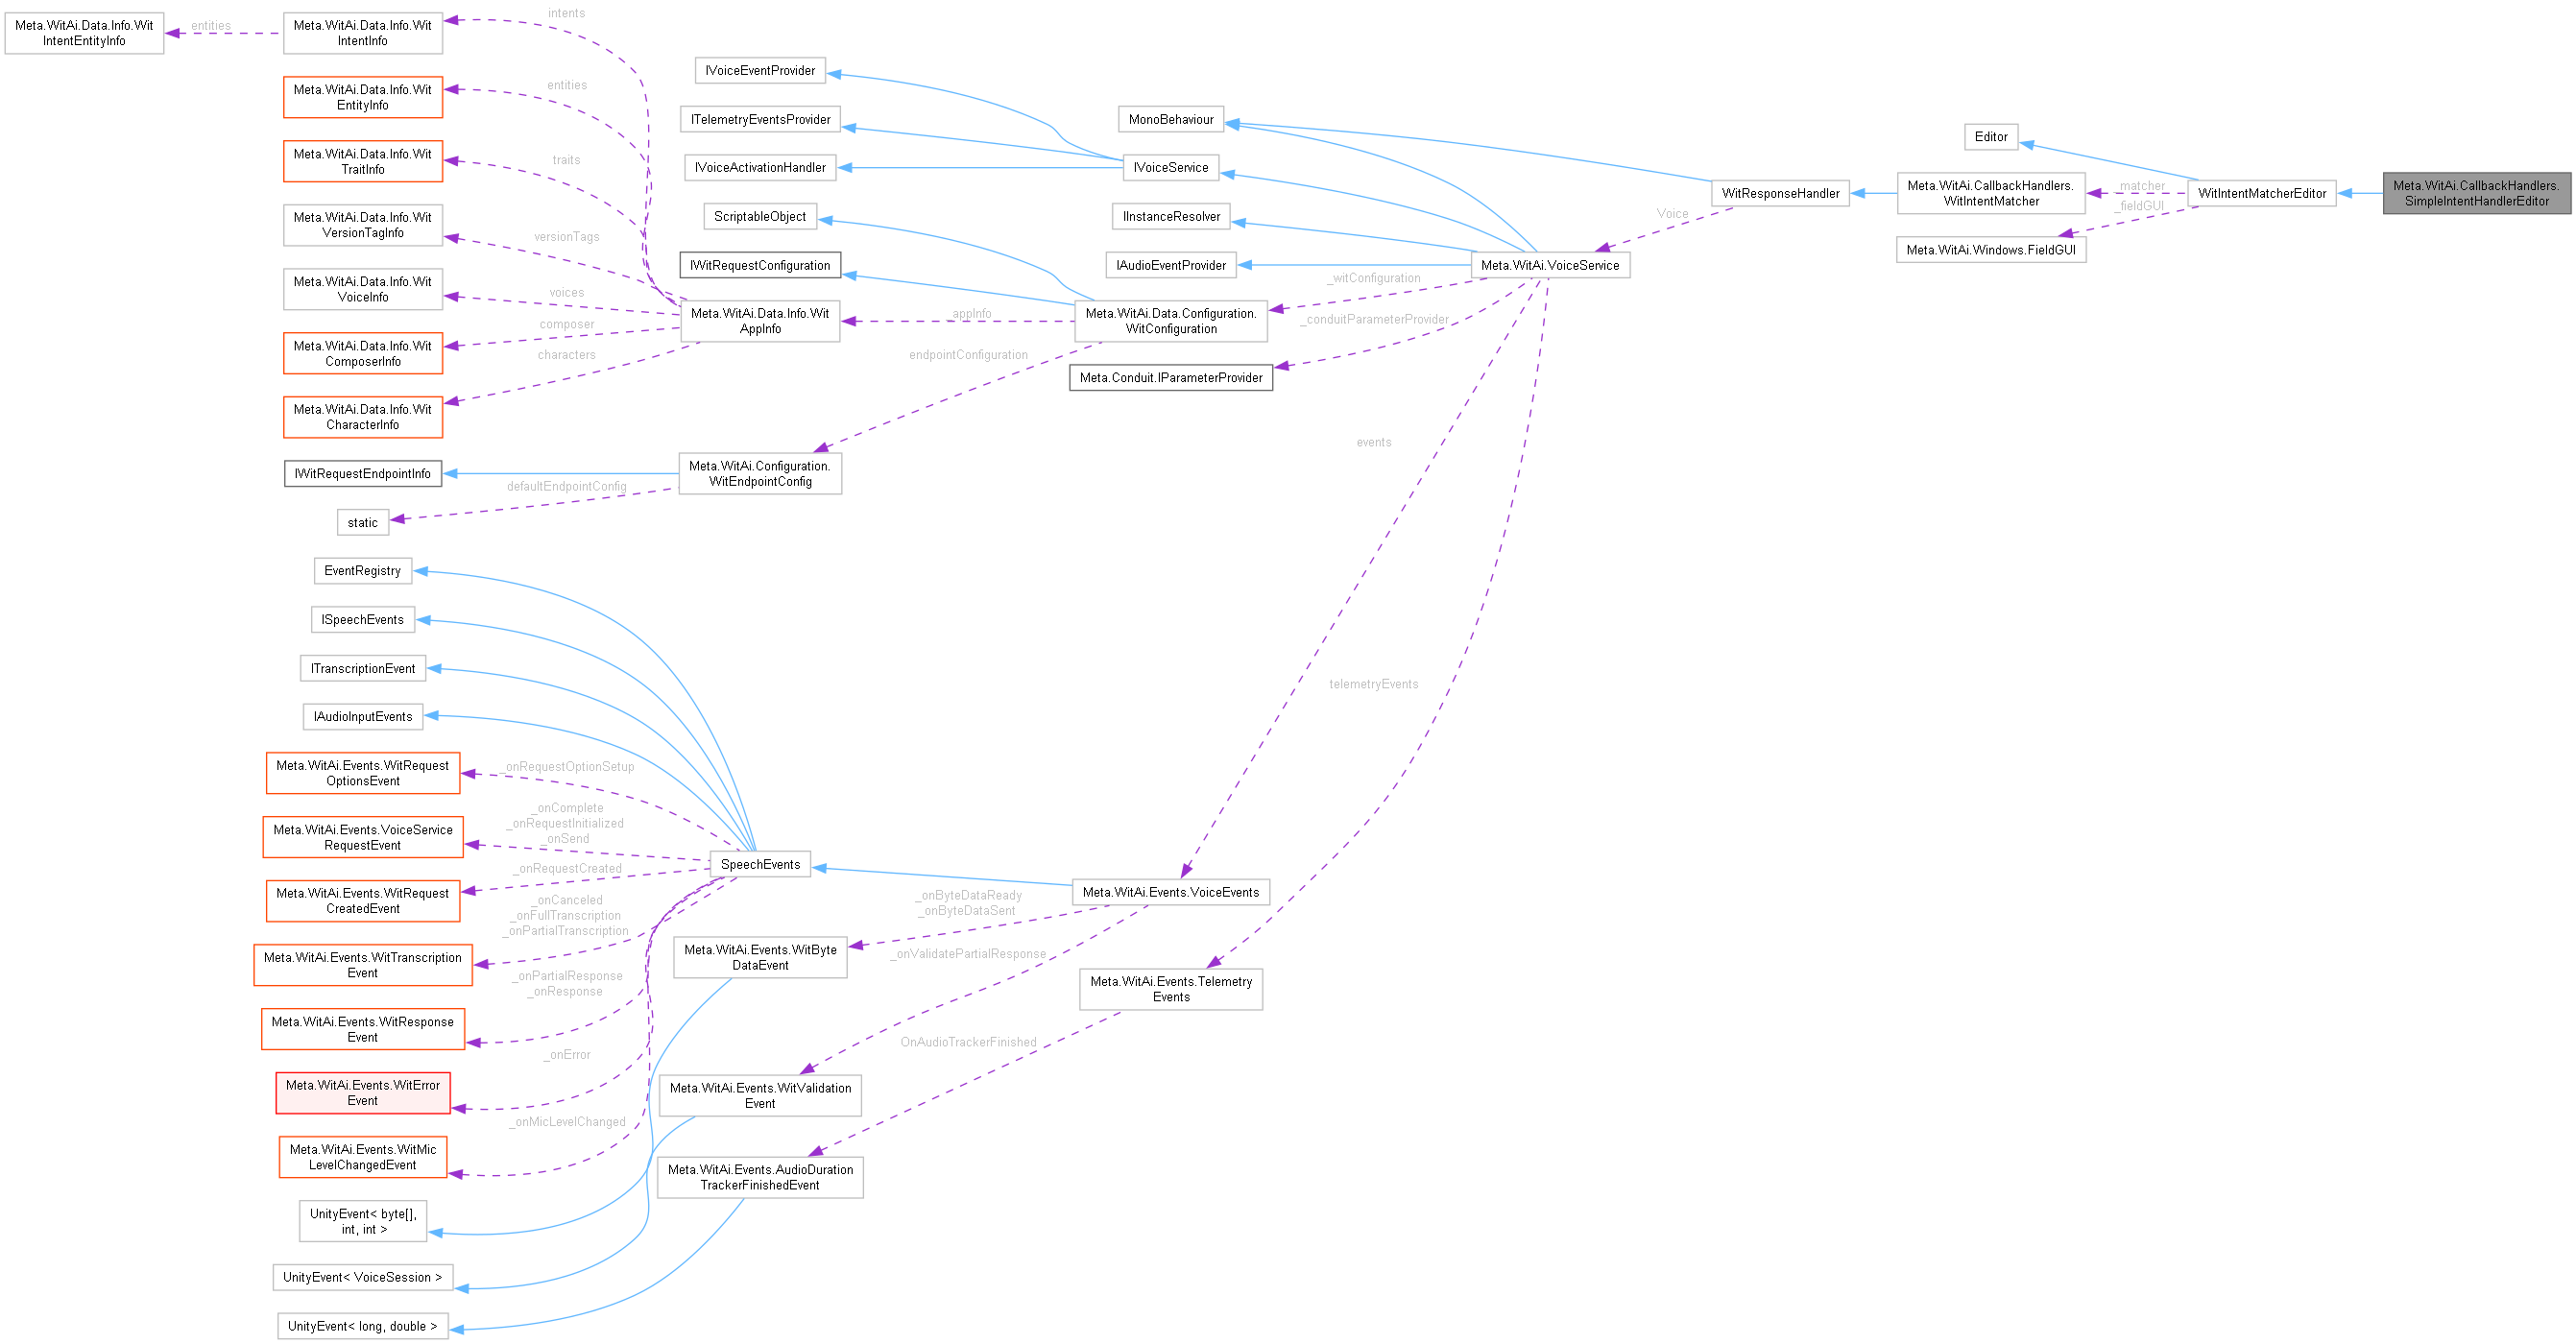 Meta.WitAi.Data.Info.Wit
IntentEntityInfo
entities
Meta.WitAi.Data.Info.Wit
IntentInfo
intents
Meta.WitAi.Data.Info.Wit
EntityInfo
entities
Meta.WitAi.Data.Info.Wit
TraitInfo
traits
Meta.WitAi.Data.Info.Wit
VersionTagInfo
versionTags
Meta.WitAi.Data.Info.Wit
VoiceInfo
voices
Meta.WitAi.Data.Info.Wit
ComposerInfo
composer
Meta.WitAi.Data.Info.Wit
CharacterInfo
characters
IWitRequestEndpointInfo
defaultEndpointConfig
static
IVoiceEventProvider
ITelemetryEventsProvider
IVoiceActivationHandler
ScriptableObject
IWitRequestConfiguration
Meta.WitAi.Data.Info.Wit
AppInfo
_appInfo
endpointConfiguration
Meta.WitAi.Configuration.
WitEndpointConfig
MonoBehaviour
IVoiceService
IInstanceResolver
IAudioEventProvider
Meta.WitAi.Data.Configuration.
WitConfiguration
Meta.Conduit.IParameterProvider
_witConfiguration
_conduitParameterProvider
events
telemetryEvents
Meta.WitAi.VoiceService
Voice
WitResponseHandler
Meta.WitAi.CallbackHandlers.
WitIntentMatcher
Editor
_matcher
_fieldGUI
Meta.WitAi.Windows.FieldGUI
WitIntentMatcherEditor
Meta.WitAi.CallbackHandlers.
SimpleIntentHandlerEditor
EventRegistry
ISpeechEvents
ITranscriptionEvent
IAudioInputEvents
Meta.WitAi.Events.WitRequest
OptionsEvent
_onRequestOptionSetup
Meta.WitAi.Events.VoiceService
RequestEvent
_onComplete
_onRequestInitialized
_onSend
Meta.WitAi.Events.WitRequest
CreatedEvent
_onRequestCreated
Meta.WitAi.Events.WitTranscription
Event
_onCanceled
_onFullTranscription
_onPartialTranscription
Meta.WitAi.Events.WitResponse
Event
_onPartialResponse
_onResponse
Meta.WitAi.Events.WitError
Event
_onError
Meta.WitAi.Events.WitMic
LevelChangedEvent
_onMicLevelChanged
UnityEvent< byte[],
int, int >
UnityEvent< VoiceSession >
UnityEvent< long, double >
SpeechEvents
Meta.WitAi.Events.VoiceEvents
_onByteDataReady
_onByteDataSent
Meta.WitAi.Events.WitByte
DataEvent
_onValidatePartialResponse
Meta.WitAi.Events.Telemetry
Events
OnAudioTrackerFinished
Meta.WitAi.Events.WitValidation
Event
Meta.WitAi.Events.AudioDuration
TrackerFinishedEvent